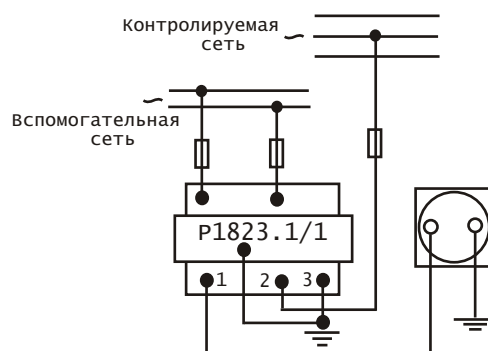 Контролируемая
сеть
Вспомогательная
сеть
P1823.1/1
1 2 3